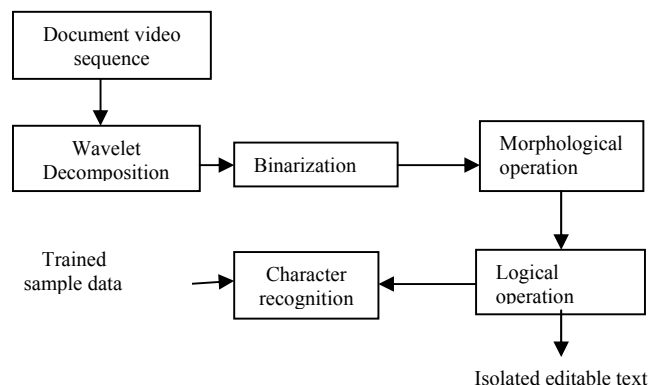 Document video
sequence
Wavelet
Decomposition
Binarization
Morphological
operation
Trained
sample data
Character
recognition
Logical
operation
Isolated editable text